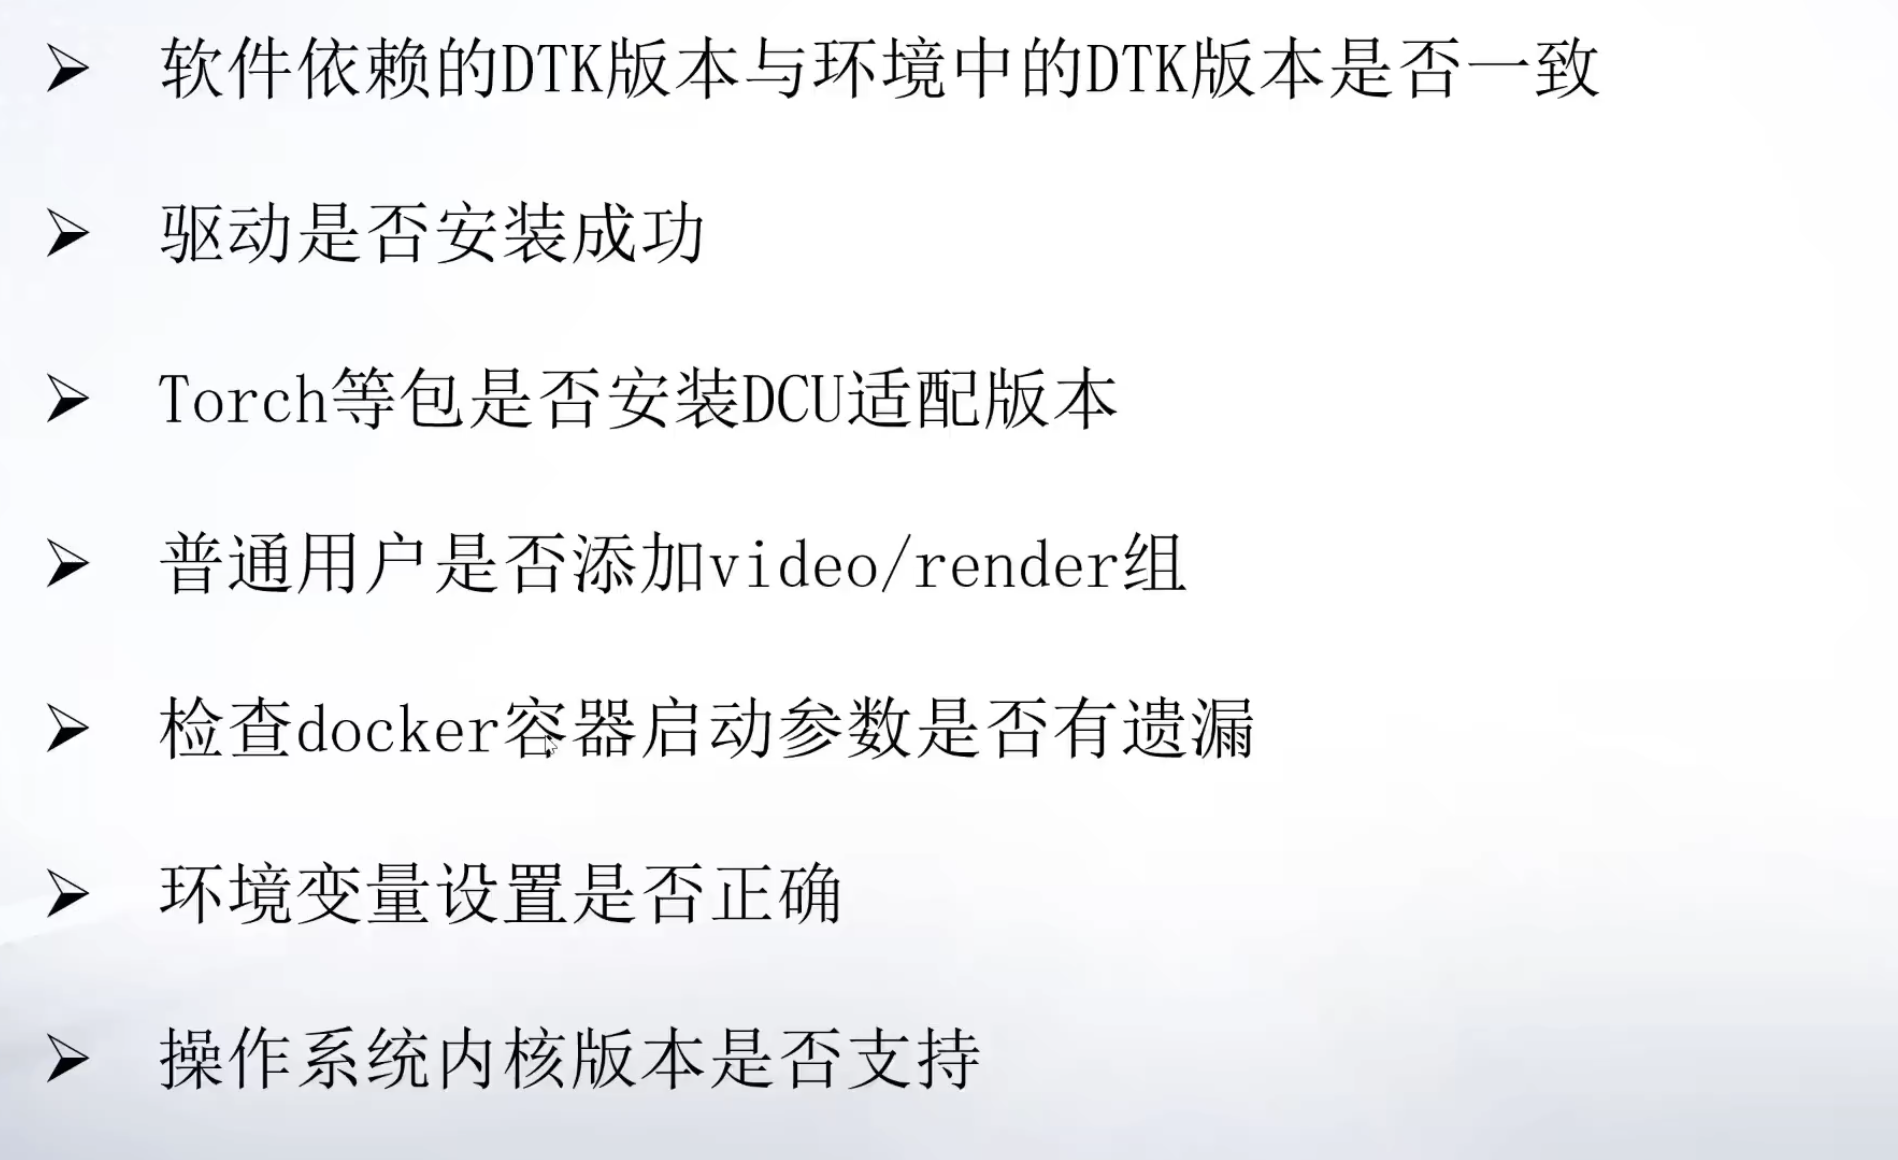 ➢ 软件依赖的DTK版本与环境中的DTK版本是否一致
➢ 驱动是否安装成功
➢ Torch等包是否安装DCU适配版本
➢ 普通用户是否添加video/render组
➢ 检查docker容器启动参数是否有遗漏
➢ 环境变量设置是否正确
➢ 操作系统内核版本是否支持